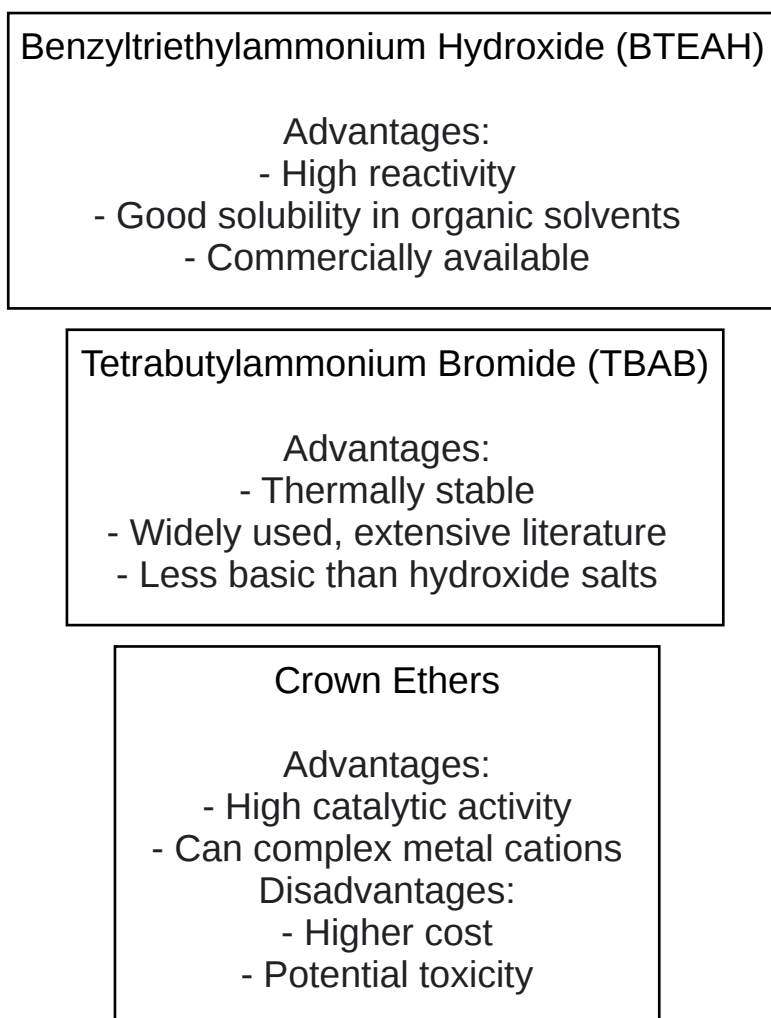 Benzyltriethylammonium Hydroxide (BTEAH)
Advantages:
- High reactivity
- Good solubility in organic solvents
- Commercially available
Tetrabutylammonium Bromide (TBAB)
Advantages:
- Thermally stable
- Widely used, extensive literature
- Less basic than hydroxide salts
Crown Ethers
Advantages:
- High catalytic activity
- Can complex metal cations
Disadvantages:
- Higher cost
- Potential toxicity